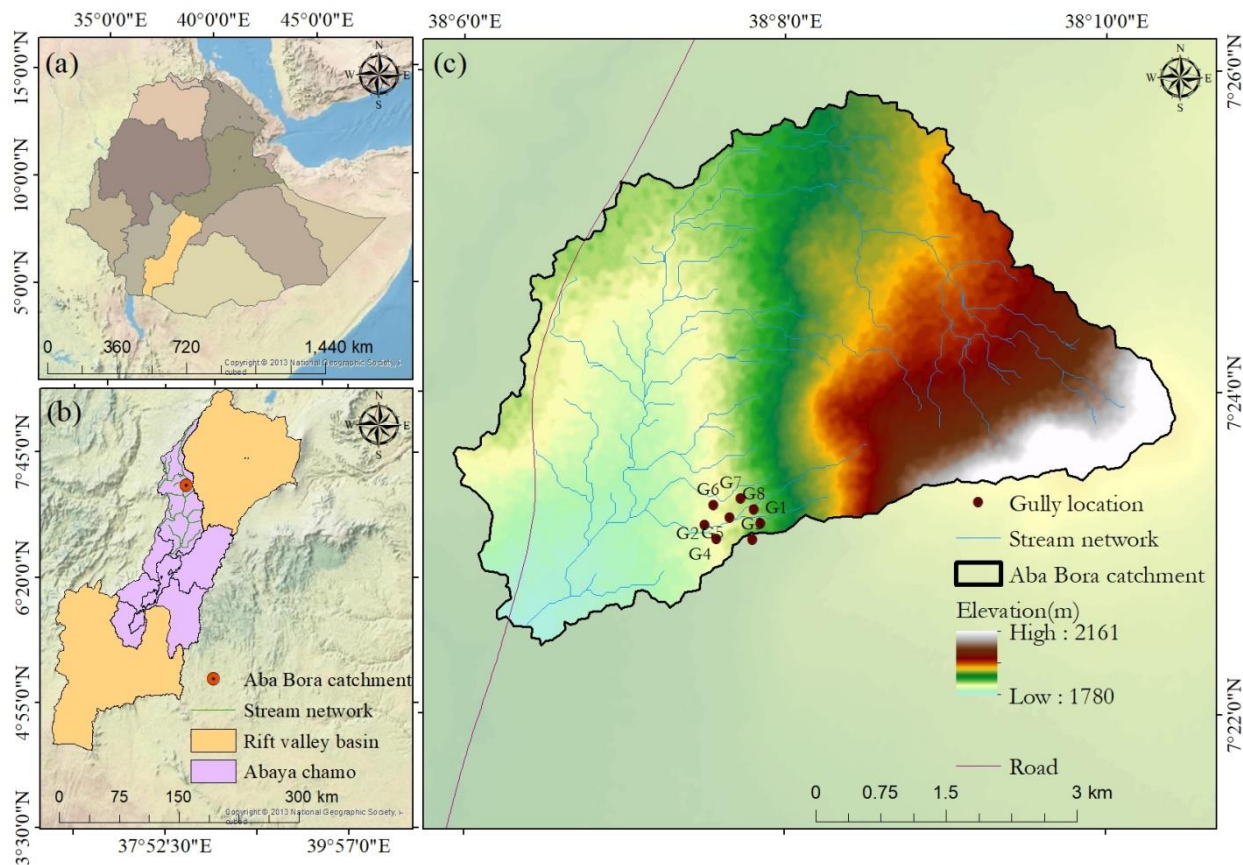 35°0'0"E 40°0'0"E 45°0'0"E
(a)
N
W E
S
15°0'0"N
10°0'0"N
5°0'0"N
0 360 720 1,440 km
Copyright © 2013 National Geographic Society, i-
cubed
(b)
N
W E
S
7°45'0"N
6°20'0"N
4°55'0"N
3°30'0"N
Aba Bora catchment
Stream network
Rift valley basin
Abaya chamo
0 75 150 300 km
Copyright © 2013 National Geographic Society, i-
cubed
37°52'30"E 39°57'0"E
38°6'0"E 38°8'0"E 38°10'0"E
(c)
N
W E
S
7°26'0"N
7°24'0"N
7°22'0"N
G7
G6 G8
G1
G2 G5
G4
Gully location
Stream network
Aba Bora catchment
Elevation(m)
High : 2161
Low : 1780
Road
0 0.75 1.5 3 km